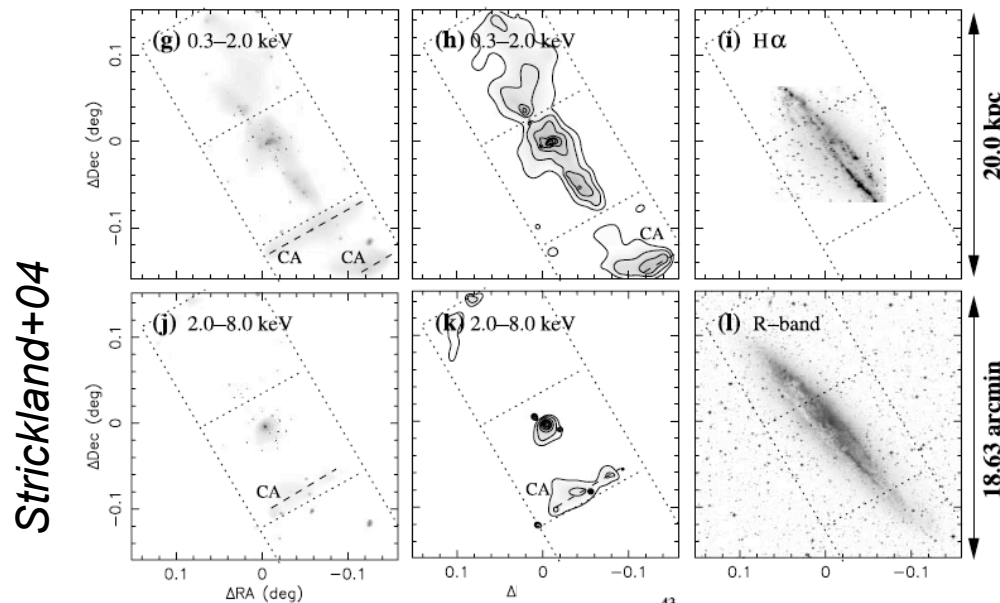 (g) 0.3–2.0 keV
(h) 0.3–2.0 keV
(i) Hα
0.1
0
−0.1
ΔDec (deg)
CA
CA
CA
20.0 kpc
(j) 2.0–8.0 keV
(k) 2.0–8.0 keV
(l) R−band
0.1
0
−0.1
ΔDec (deg)
CA
CA
18.63 arcmin
0.1
0
−0.1
0.1
0
−0.1
0.1
0
−0.1
ΔRA (deg)
Strickland+04